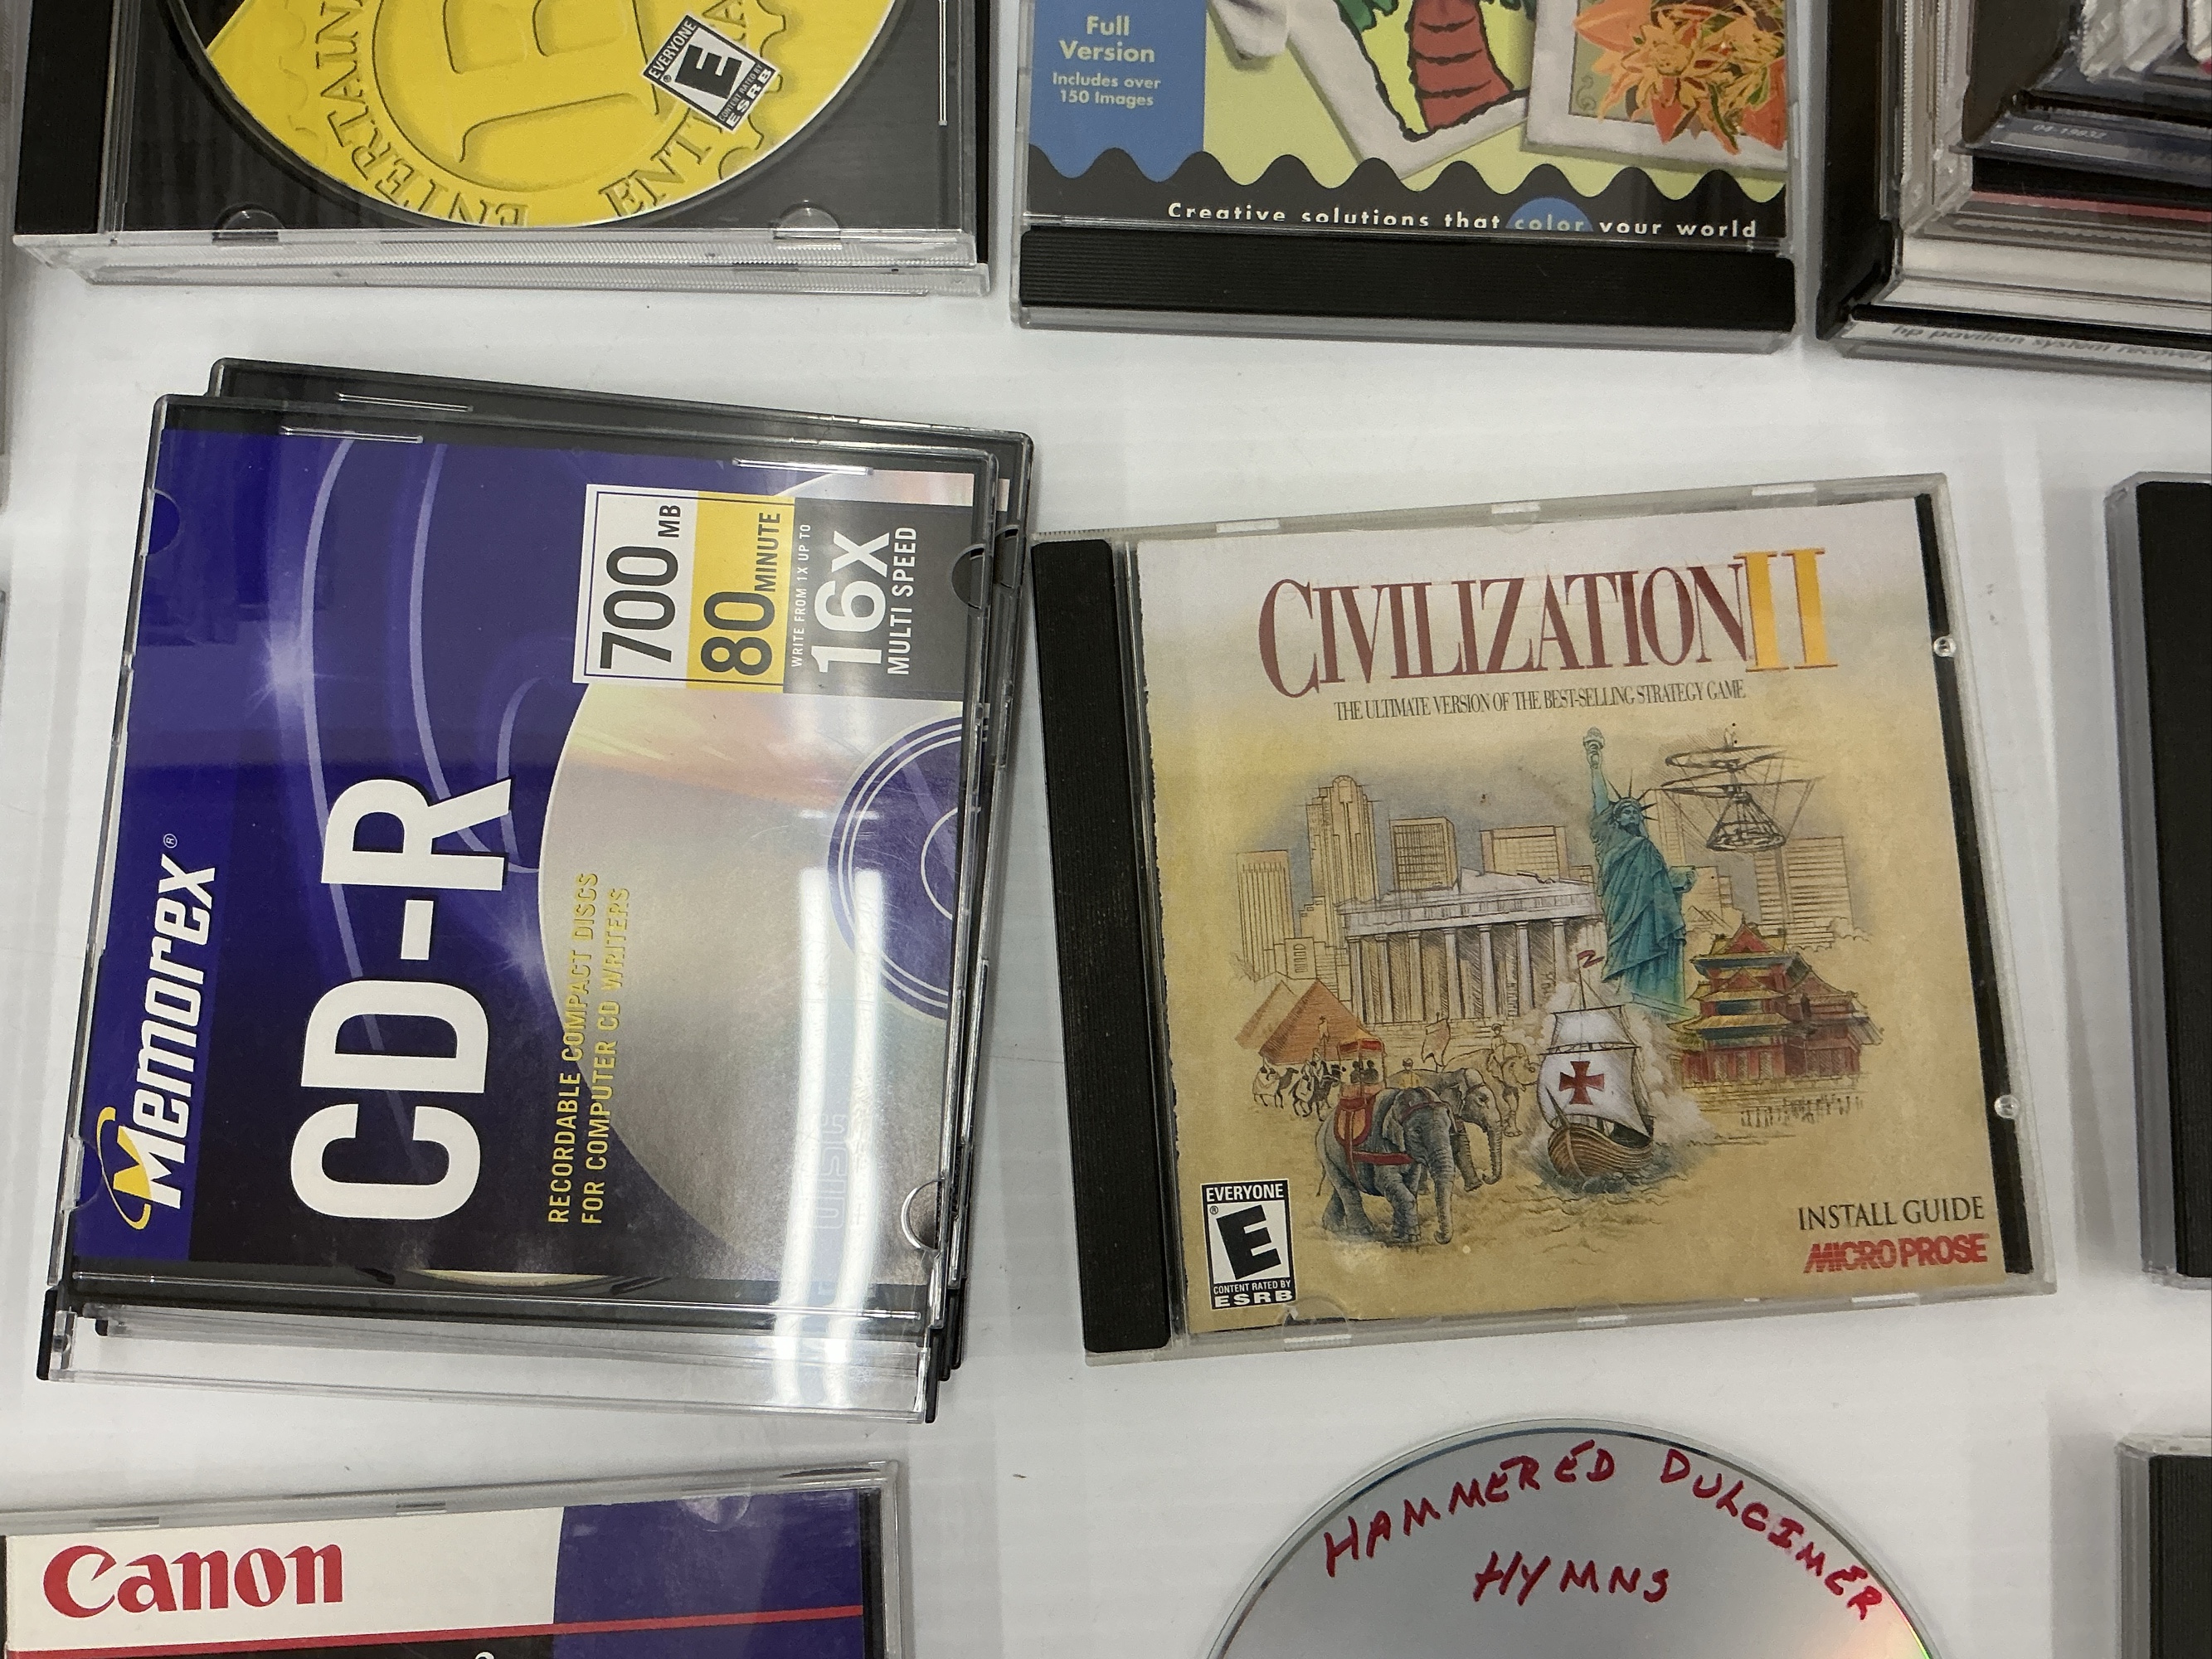 EVERYONE
E
CONTENT RATED BY
ESRB
Full
Version
Includes over
150 Images
Creative solutions that color your world
hp pavilion system recovery
Memorex®
CD-R
RECORDABLE COMPACT DISCS
FOR COMPUTER CD WRITERS
700 MB
80 MINUTE
WRITE FROM 1X UP TO
16X
MULTI SPEED
CIVILIZATION II
THE ULTIMATE VERSION OF THE BEST-SELLING STRATEGY GAME
EVERYONE
®
E
CONTENT RATED BY
ESRB
INSTALL GUIDE
MICROPROSE
Canon
HAMMERED DULCIMER
HYMNS